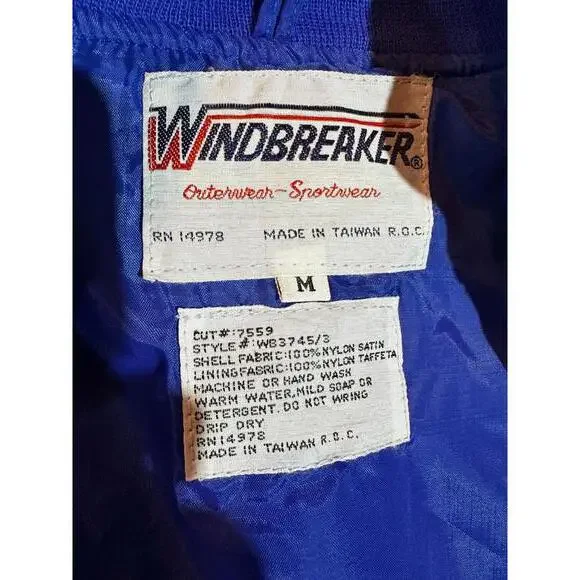 WINDBREAKER®
Outerwear-Sportwear
RN 14978 MADE IN TAIWAN R.O.C.
M
CUT#:7559
STYLE#:WB3745/3
SHELL FABRIC:100%NYLON SATIN
LINING FABRIC:100%NYLON TAFFETA
MACHINE OR HAND WASH
WARM WATER,MILD SOAP OR
DETERGENT. DO NOT WRING
DRIP DRY
RN14978
MADE IN TAIWAN R.O.C.